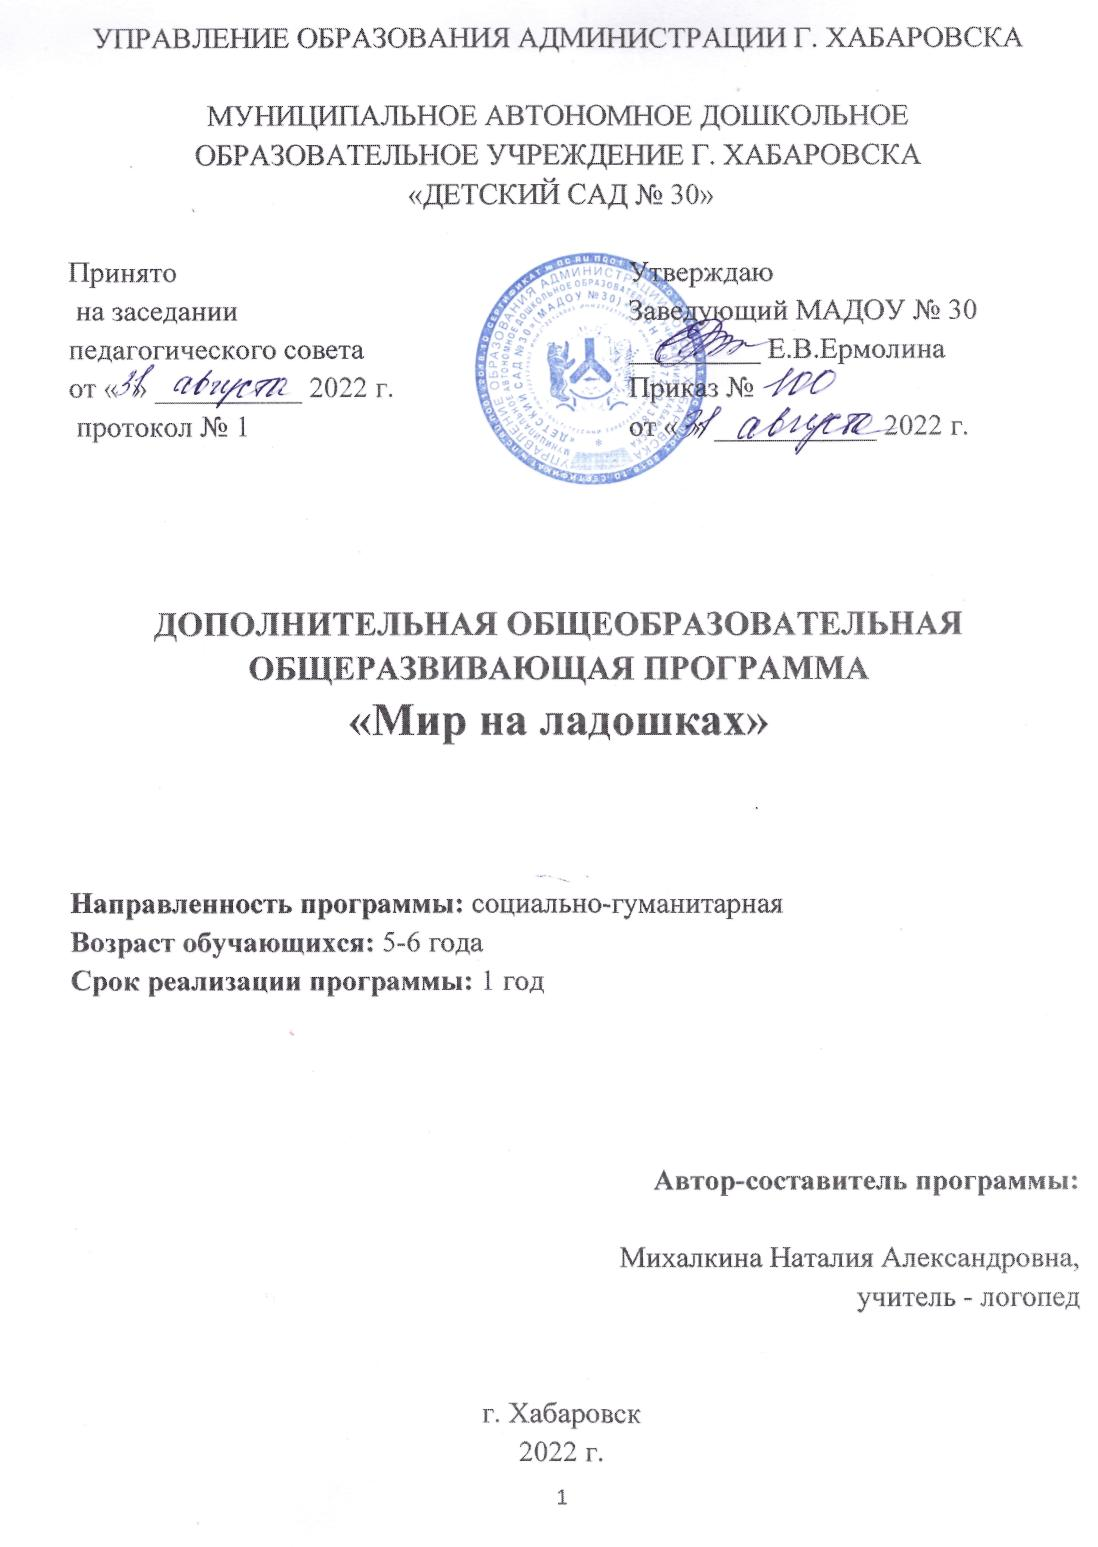 УПРАВЛЕНИЕ ОБРАЗОВАНИЯ АДМИНИСТРАЦИИ Г. ХАБАРОВСКА
МУНИЦИПАЛЬНОЕ АВТОНОМНОЕ ДОШКОЛЬНОЕ
ОБРАЗОВАТЕЛЬНОЕ УЧРЕЖДЕНИЕ Г. ХАБАРОВСКА
«ДЕТСКИЙ САД № 30»
Принято
на заседании
педагогического совета
от «31» августа 2022 г.
протокол № 1
Утверждаю
Заведующий МАДОУ № 30
Е.В.Ермолина
Приказ № 100
от «31» августа 2022 г.
ДОПОЛНИТЕЛЬНАЯ ОБЩЕОБРАЗОВАТЕЛЬНАЯ
ОБЩЕРАЗВИВАЮЩАЯ ПРОГРАММА
«Мир на ладошках»
Направленность программы: социально-гуманитарная
Возраст обучающихся: 5-6 года
Срок реализации программы: 1 год
Автор-составитель программы:
Михалкина Наталия Александровна,
учитель - логопед
г. Хабаровск
2022 г.
1